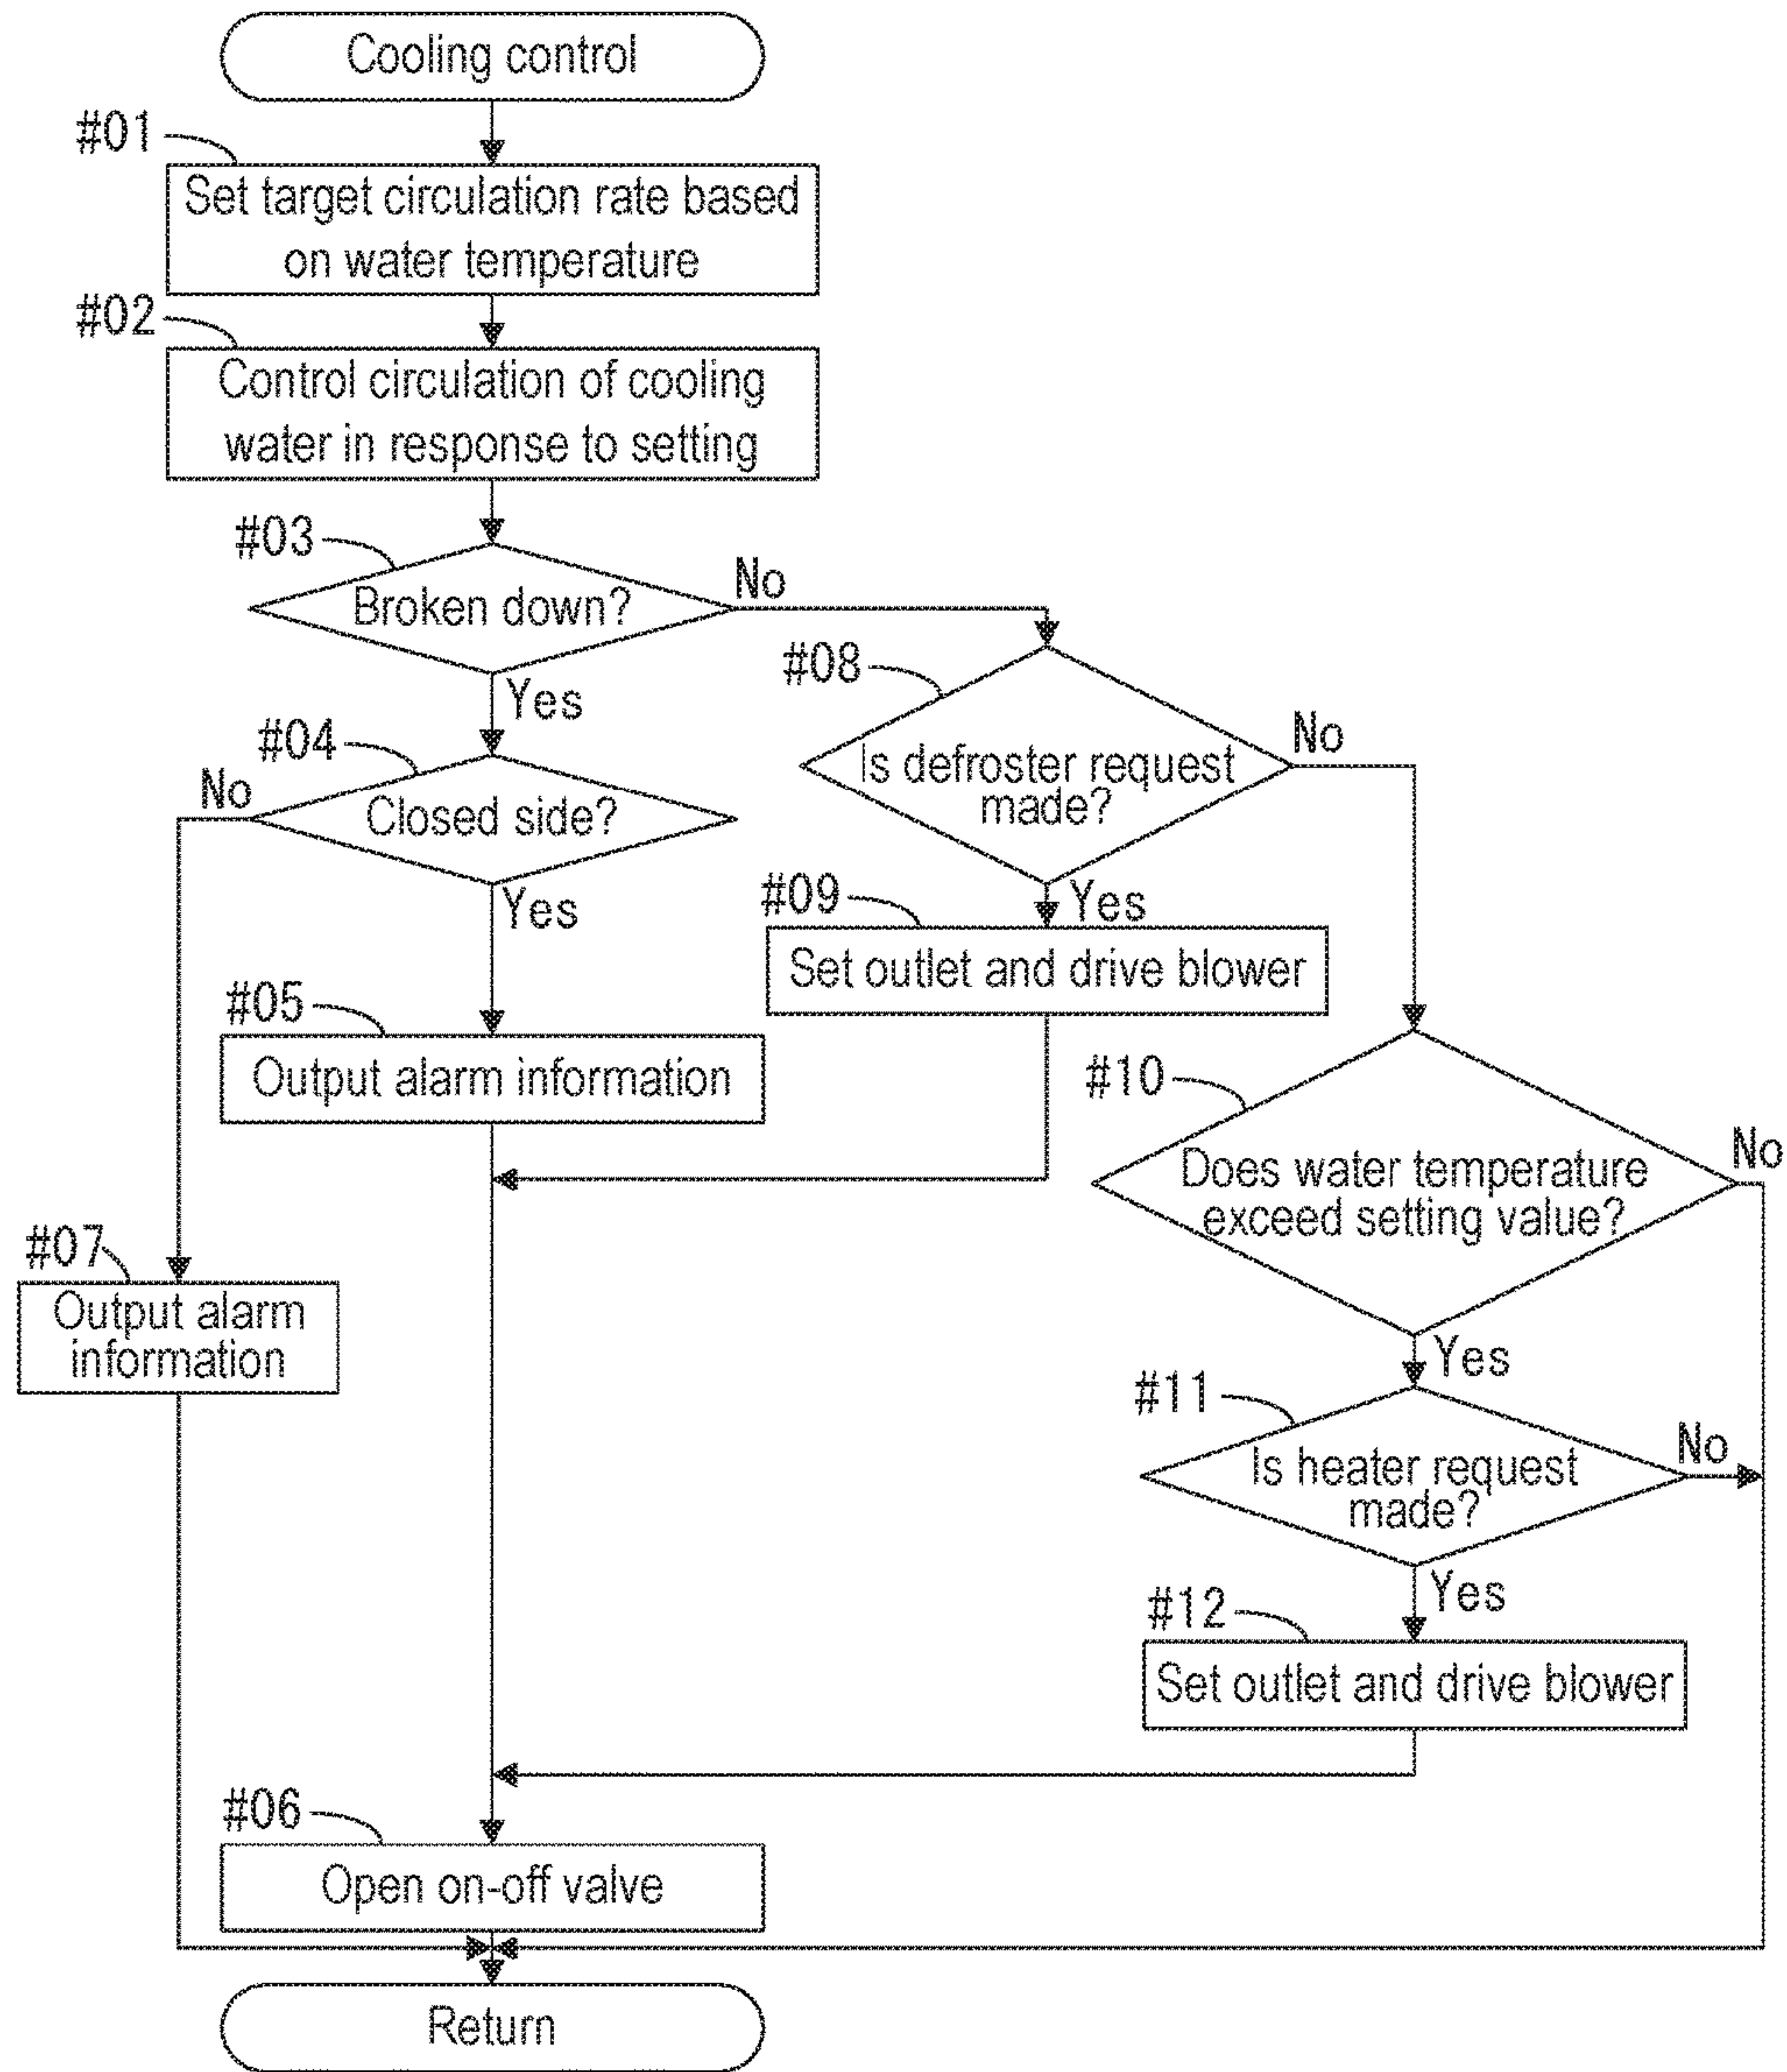 Cooling control
#01
Set target circulation rate based
on water temperature
#02
Control circulation of cooling
water in response to setting
#03
Broken down?
No
Yes
#04
No
Closed side?
Yes
#08
Is defroster request
made?
No
Yes
#09
Set outlet and drive blower
#05
Output alarm information
#10
Does water temperature
exceed setting value?
No
Yes
#07
Output alarm
information
#11
Is heater request
made?
No
Yes
#12
Set outlet and drive blower
#06
Open on-off valve
Return